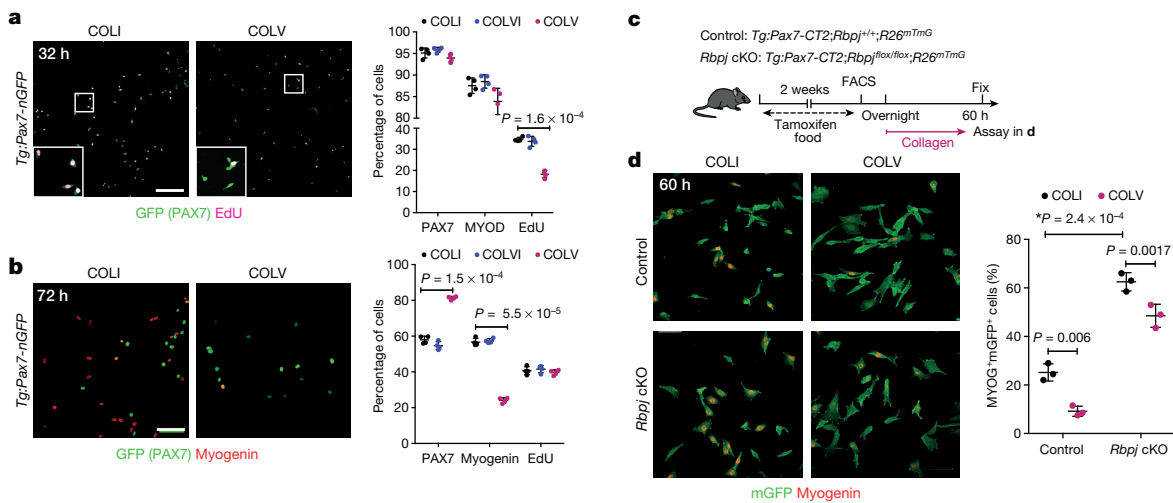 a
COLI COLV
32 h
Tg:Pax7-nGFP
GFP (PAX7) EdU
COLI COLVI COLV
Percentage of cells
100
95
90
85
80
40
30
20
10
0
P = 1.6 × 10⁻⁴
PAX7 MYOD EdU
b
COLI COLV
72 h
Tg:Pax7-nGFP
GFP (PAX7) Myogenin
COLI COLVI COLV
Percentage of cells
100
80
60
40
20
0
P = 1.5 × 10⁻⁴
P = 5.5 × 10⁻⁵
PAX7 Myogenin EdU
c
Control: Tg:Pax7-CT2;Rbpj+/+;R26mTmG
Rbpj cKO: Tg:Pax7-CT2;Rbpjflox/flox;R26mTmG
FACS Fix
2 weeks
Tamoxifen
food
Overnight 60 h
Collagen Assay in d
d
COLI COLV
60 h
Control
Rbpj cKO
mGFP Myogenin
COLI COLV
MYOG+mGFP+ cells (%)
80
60
40
20
0
*P = 2.4 × 10⁻⁴
P = 0.0017
P = 0.006
Control Rbpj cKO